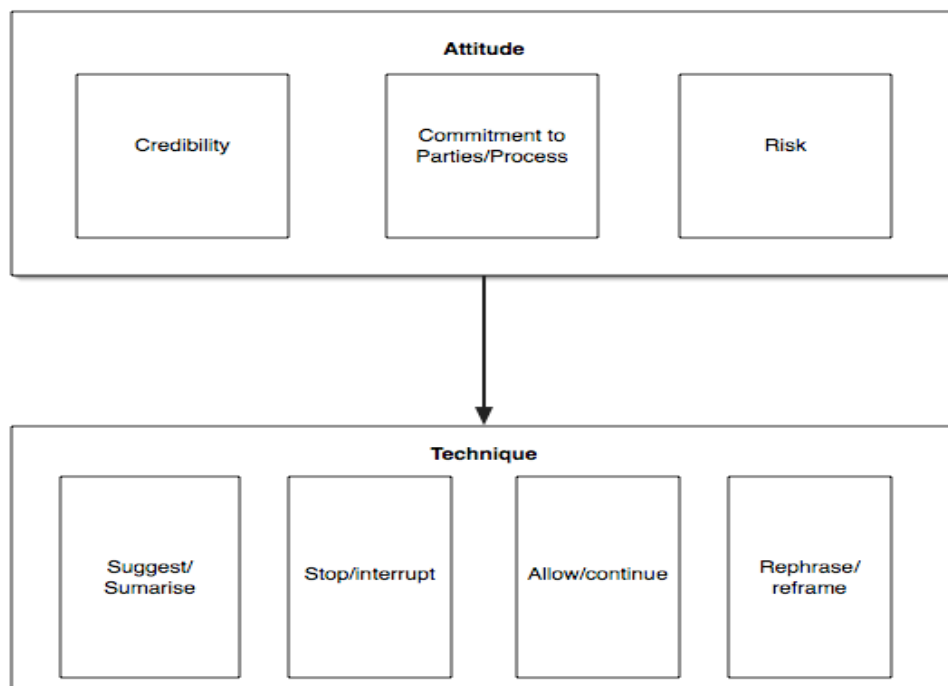 Attitude
Credibility
Commitment to
Parties/Process
Risk
Technique
Suggest/
Sumarise
Stop/interrupt
Allow/continue
Rephrase/
reframe